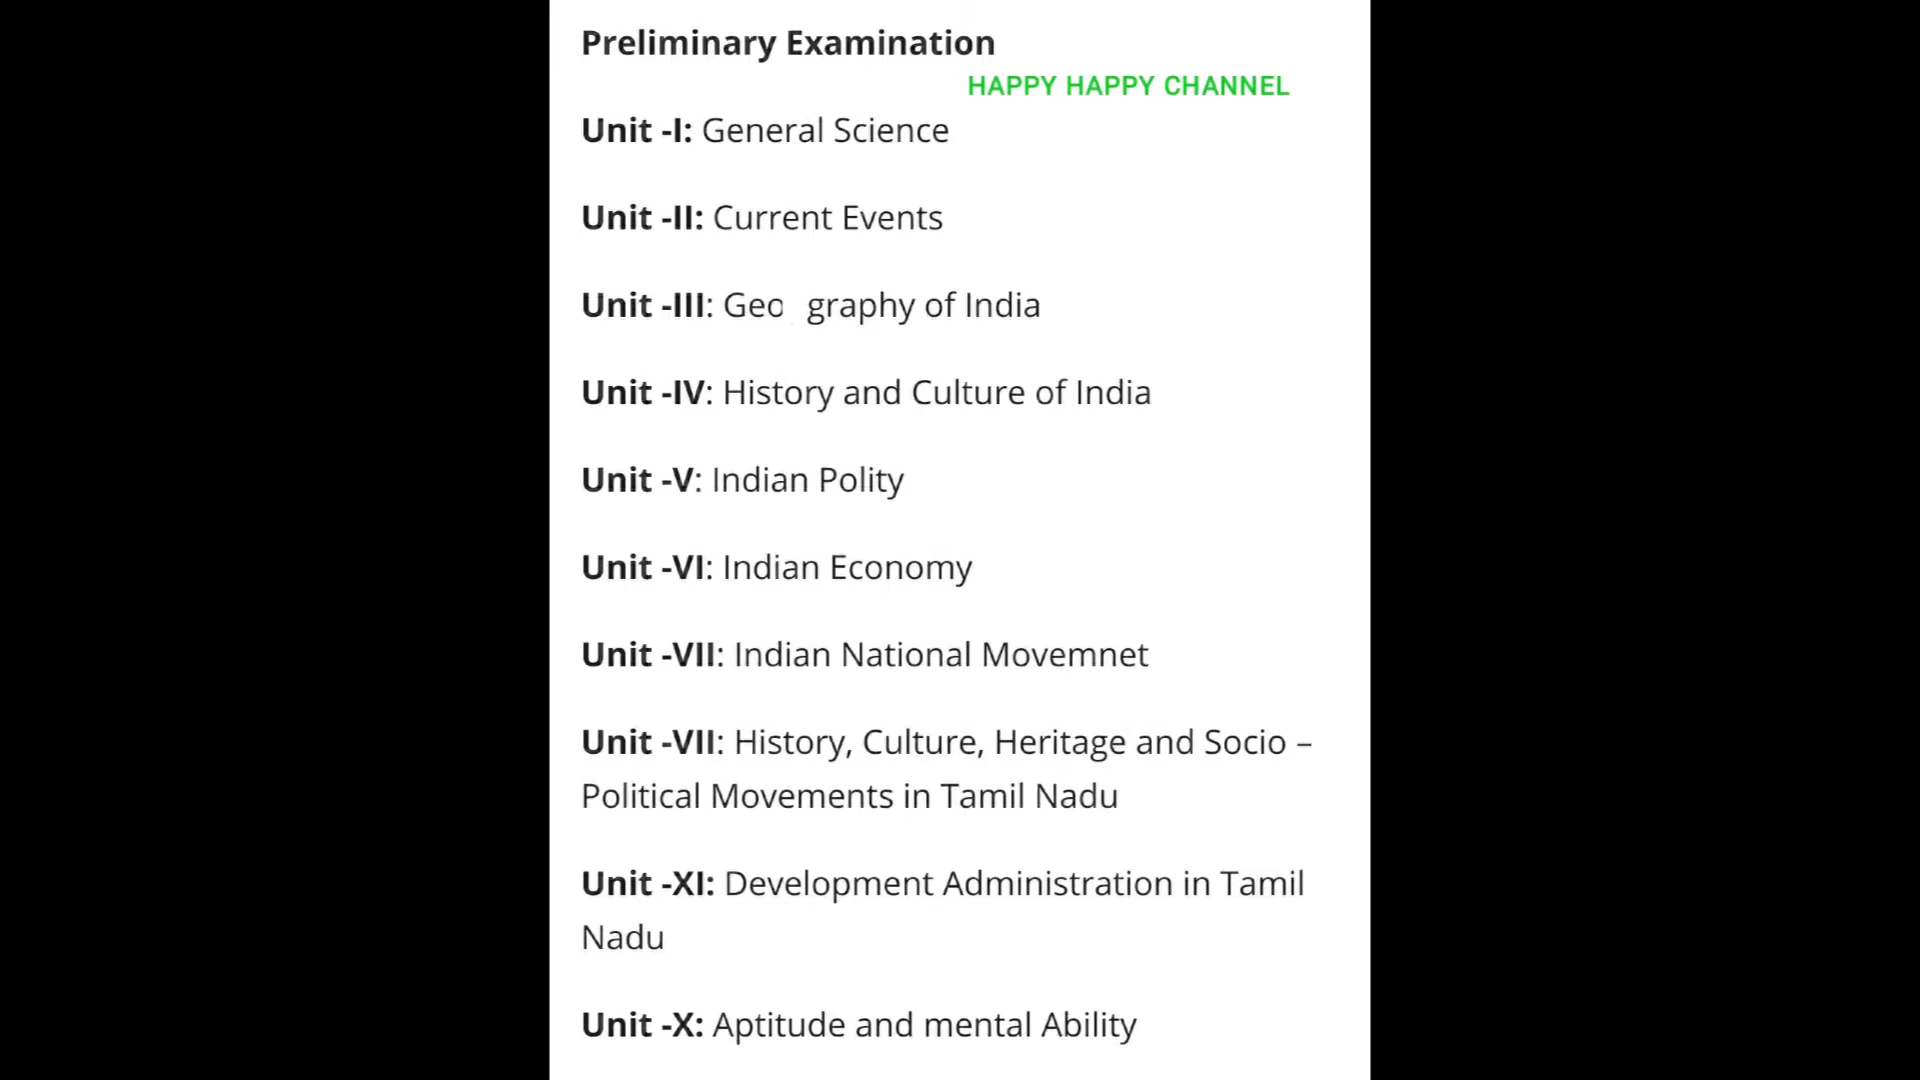 Preliminary Examination
HAPPY HAPPY CHANNEL
Unit -I: General Science
Unit -II: Current Events
Unit -III: Geo graphy of India
Unit -IV: History and Culture of India
Unit -V: Indian Polity
Unit -VI: Indian Economy
Unit -VII: Indian National Movemnet
Unit -VII: History, Culture, Heritage and Socio –
Political Movements in Tamil Nadu
Unit -XI: Development Administration in Tamil
Nadu
Unit -X: Aptitude and mental Ability